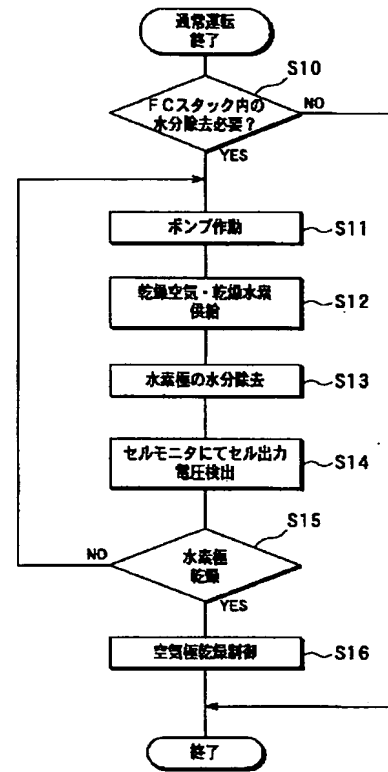 通常運転
終了
S10
FCスタック内の
水分除去必要？
NO
YES
ポンプ作動
S11
乾燥空気・乾燥水素
供給
S12
水素極の水分除去
S13
セルモニタにてセル出力
電圧検出
S14
S15
水素極
乾燥
NO
YES
空気極乾燥制御
S16
終了